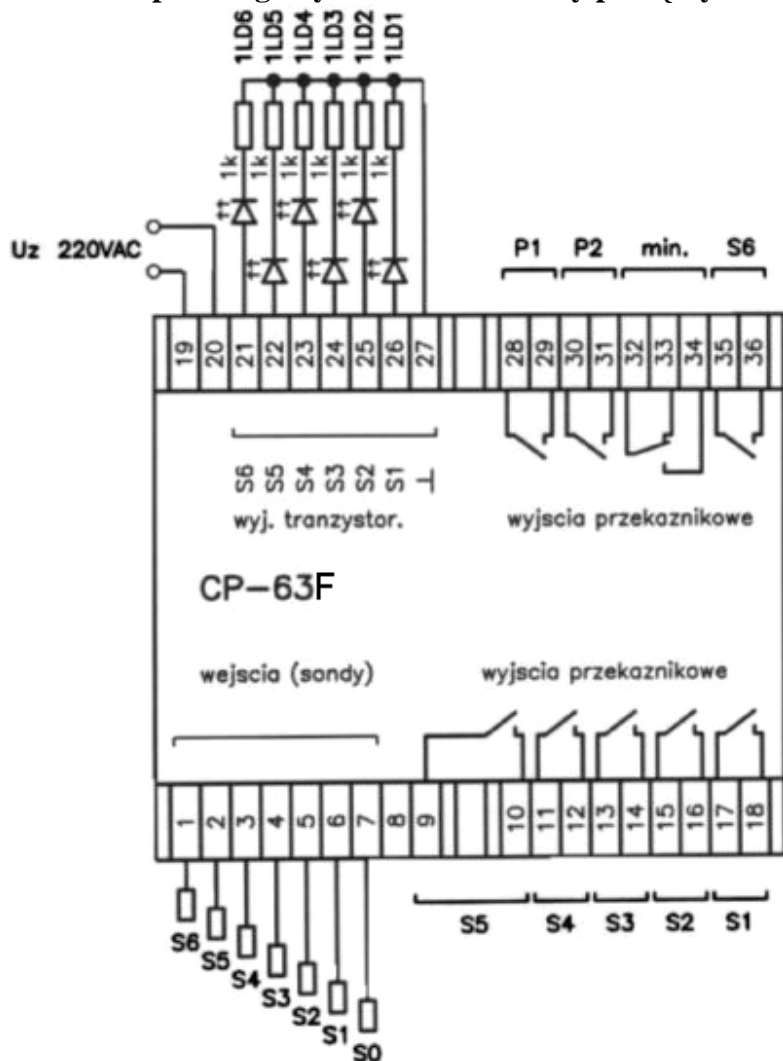 1LD6 1LD5 1LD4 1LD3 1LD2 1LD1
1k 1k 1k 1k 1k 1k
Uz 220VAC
P1 P2 min. S6
19 20 21 22 23 24 25 26 27 28 29 30 31 32 33 34 35 36
S6 S5 S4 S3 S2 S1
wyj. tranzystor. wyjscia przekaznikowe
CP-63F
wejscia (sondy) wyjscia przekaznikowe
1 2 3 4 5 6 7 8 9 10 11 12 13 14 15 16 17 18
S6 S5 S4 S3 S2 S1 S0
S5 S4 S3 S2 S1